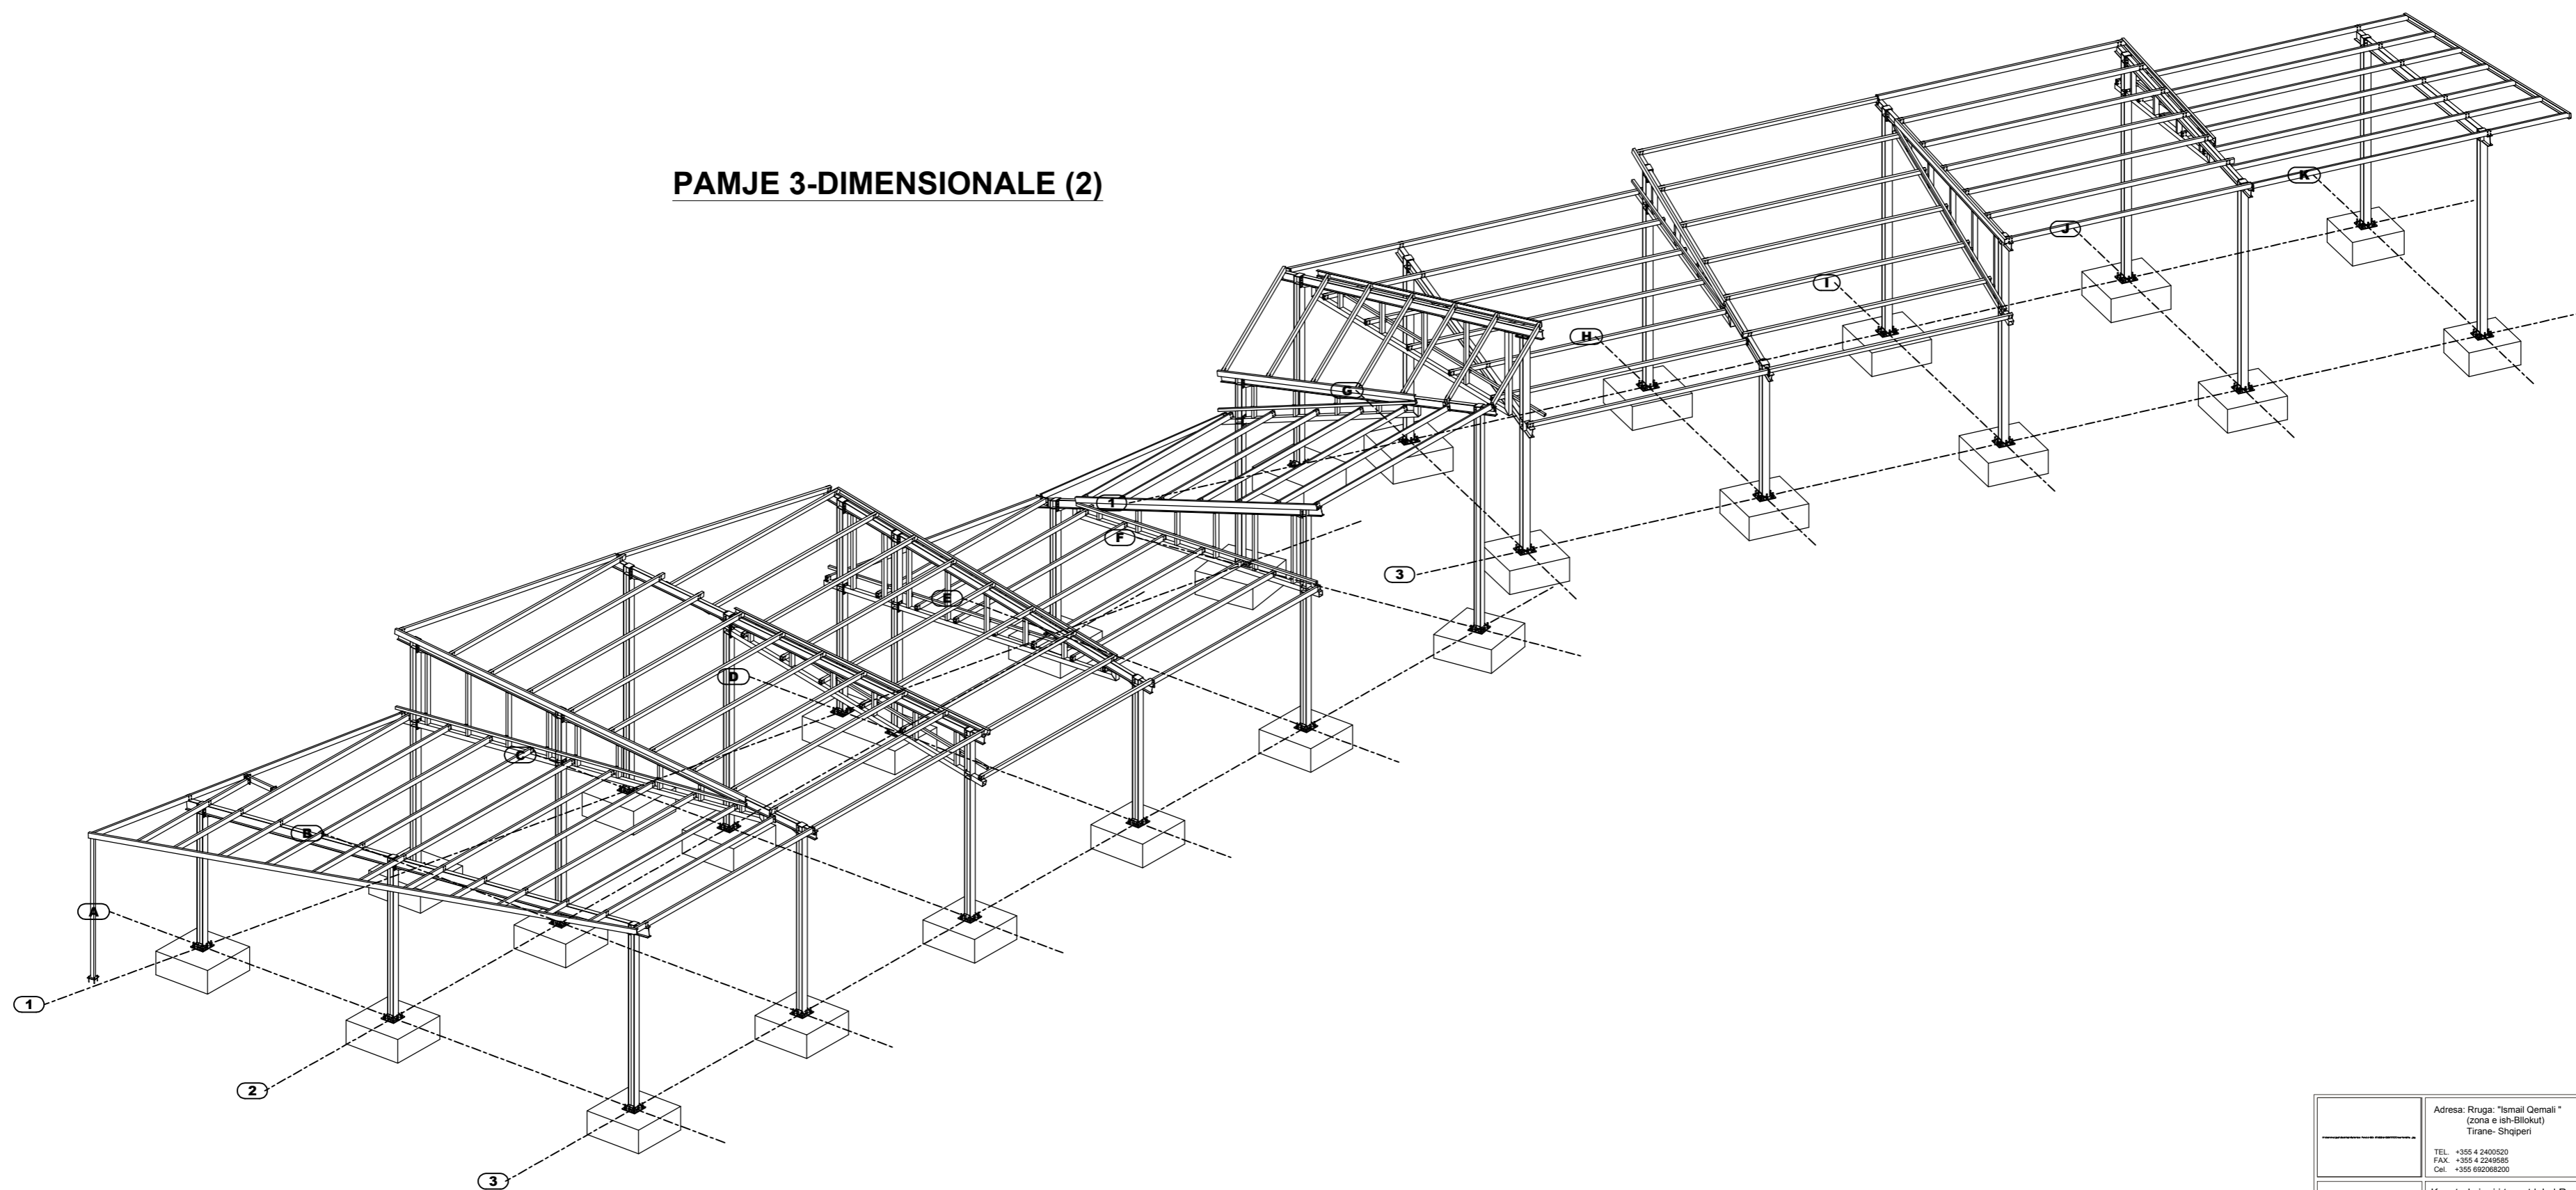 PAMJE 3-DIMENSIONALE (2)
K
J
I
H
G
1
F
3
E
D
C
B
A
1
2
3
Adresa: Rruga: "Ismail Qemali "
(zona e ish-Bllokut)
Tirane- Shqiperi
TEL. +355 4 2400520
FAX. +355 4 2249585
Cel. +355 692068200